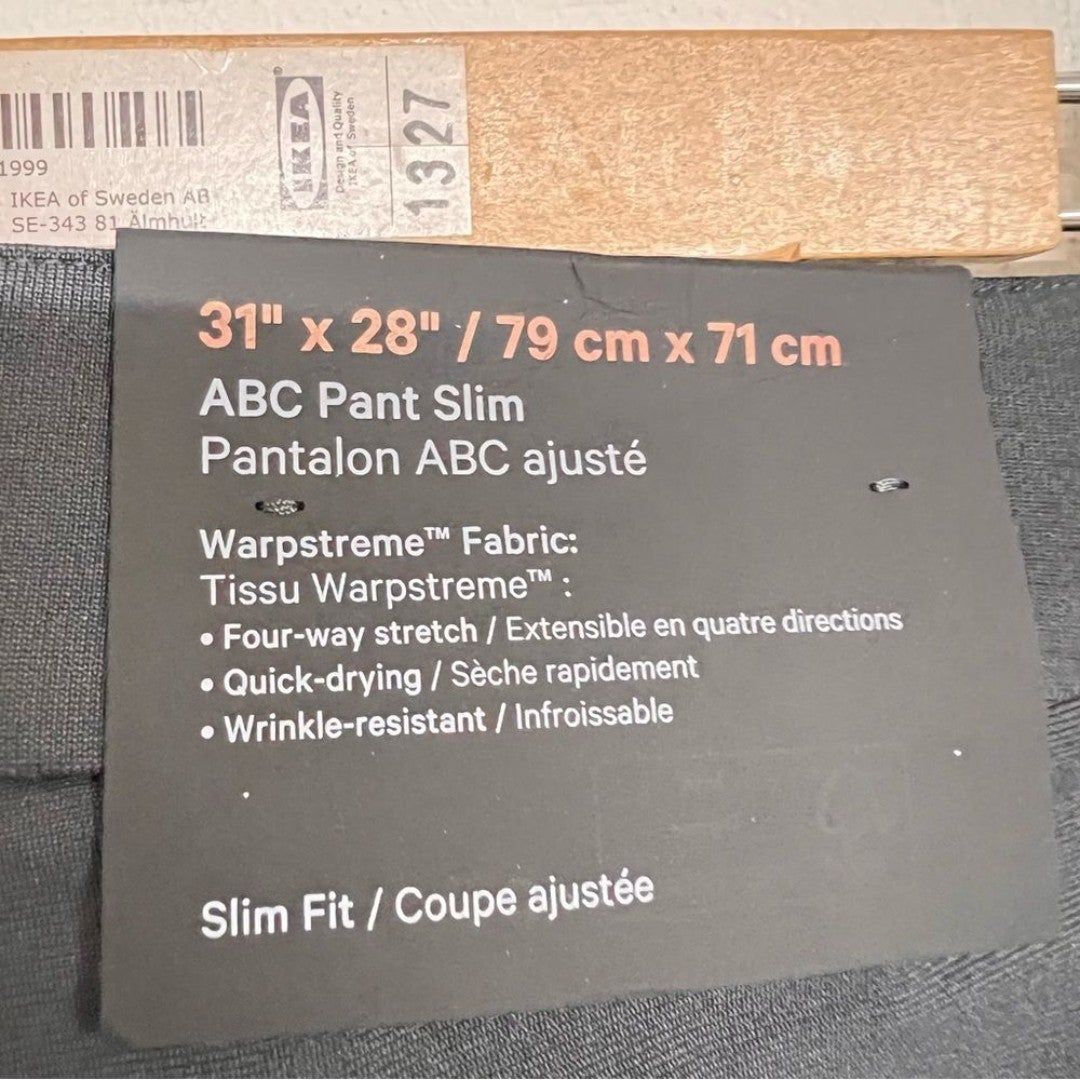 1999
IKEA of Sweden AB
SE-343 81 Älmhult
IKEA
®
Design and Quality
IKEA of Sweden
1327
31" x 28" / 79 cm x 71 cm
ABC Pant Slim
Pantalon ABC ajusté
Warpstreme™ Fabric:
Tissu Warpstreme™ :
• Four-way stretch / Extensible en quatre directions
• Quick-drying / Sèche rapidement
• Wrinkle-resistant / Infroissable
Slim Fit / Coupe ajustée